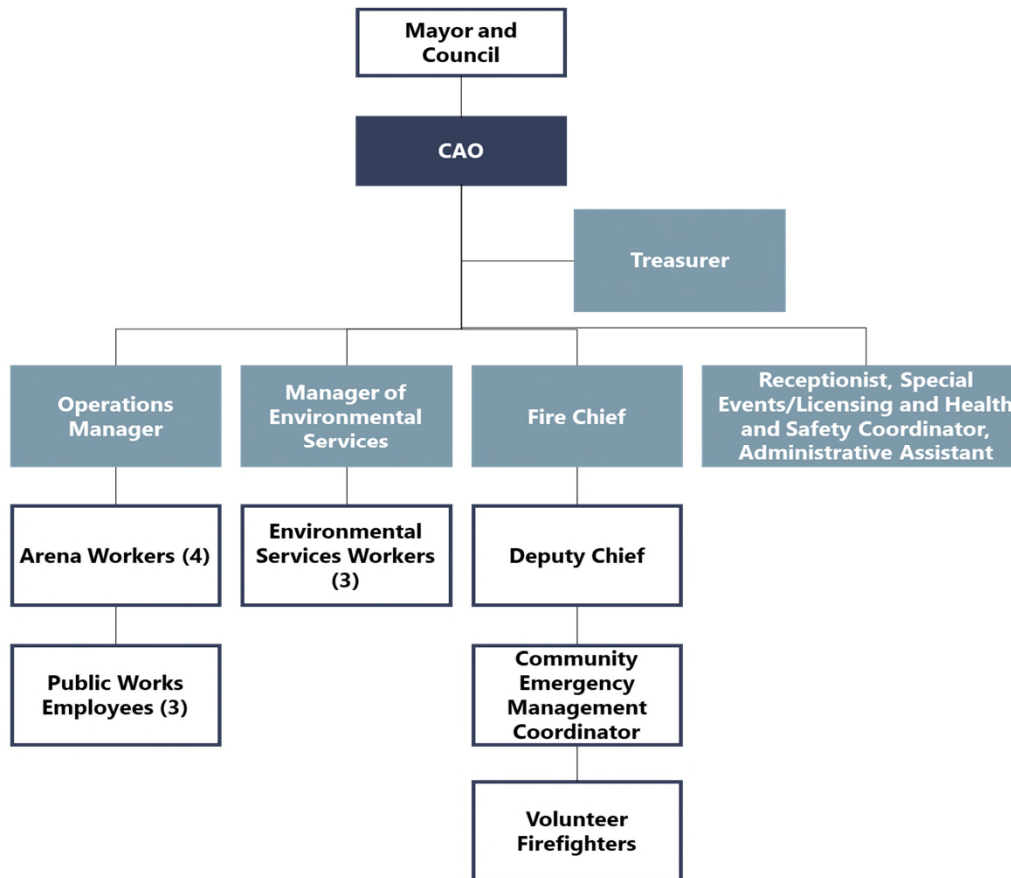 Mayor and
Council
CAO
Treasurer
Operations
Manager
Manager of
Environmental
Services
Fire Chief
Receptionist, Special
Events/Licensing and Health
and Safety Coordinator,
Administrative Assistant
Arena Workers (4)
Environmental
Services Workers
(3)
Deputy Chief
Public Works
Employees (3)
Community
Emergency
Management
Coordinator
Volunteer
Firefighters